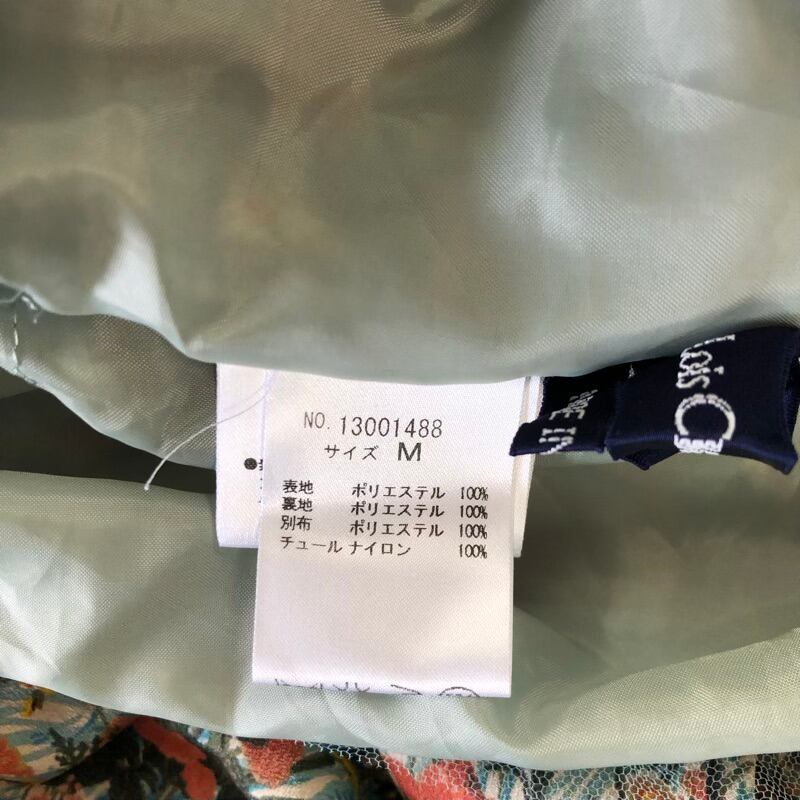 NO. 13001488
サイズ M
表地 ポリエステル 100%
裏地 ポリエステル 100%
別布 ポリエステル 100%
チュール ナイロン 100%